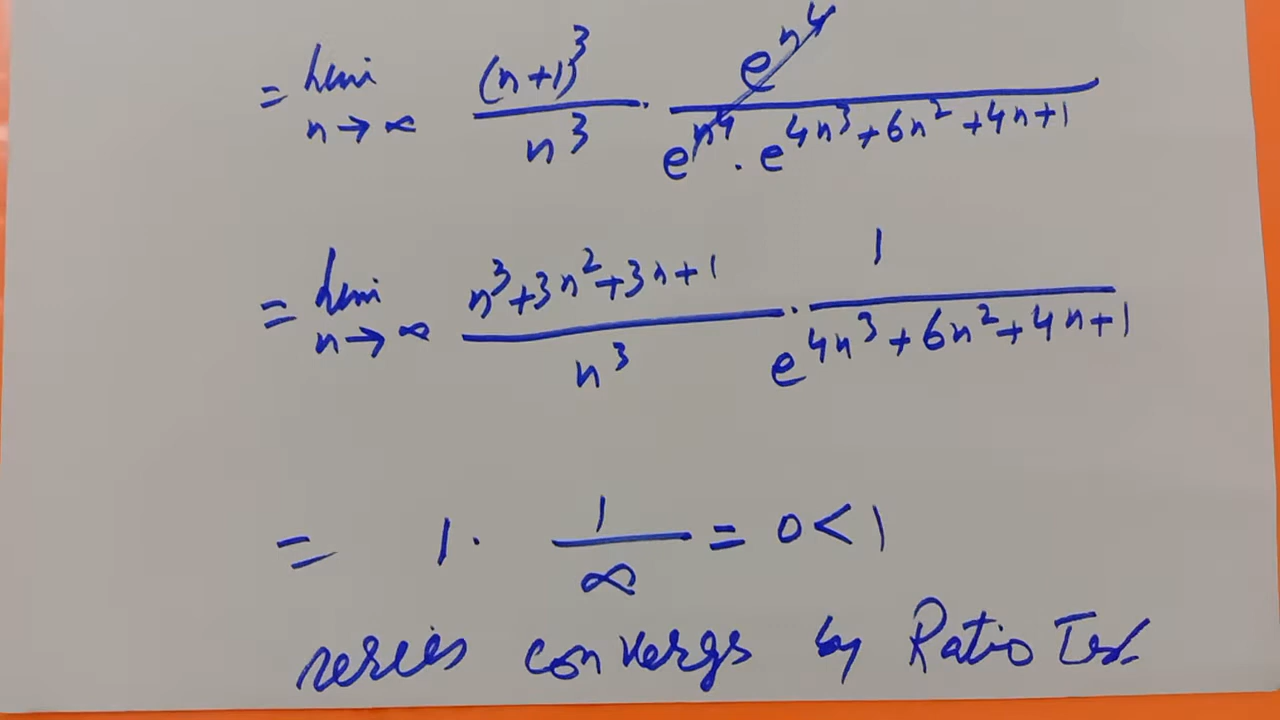 = lim n→∞ (n+1)³/n³ · e^(n⁴)/(e^(n⁴) · e^(4n³+6n²+4n+1))
= lim n→∞ (n³+3n²+3n+1)/n³ · 1/e^(4n³+6n²+4n+1)
= 1 · 1/∞ = 0 < 1
series convergs by Ratio Test